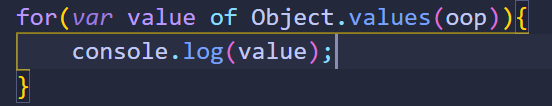 for(var value of Object.values(oop)){
    console.log(value);
}